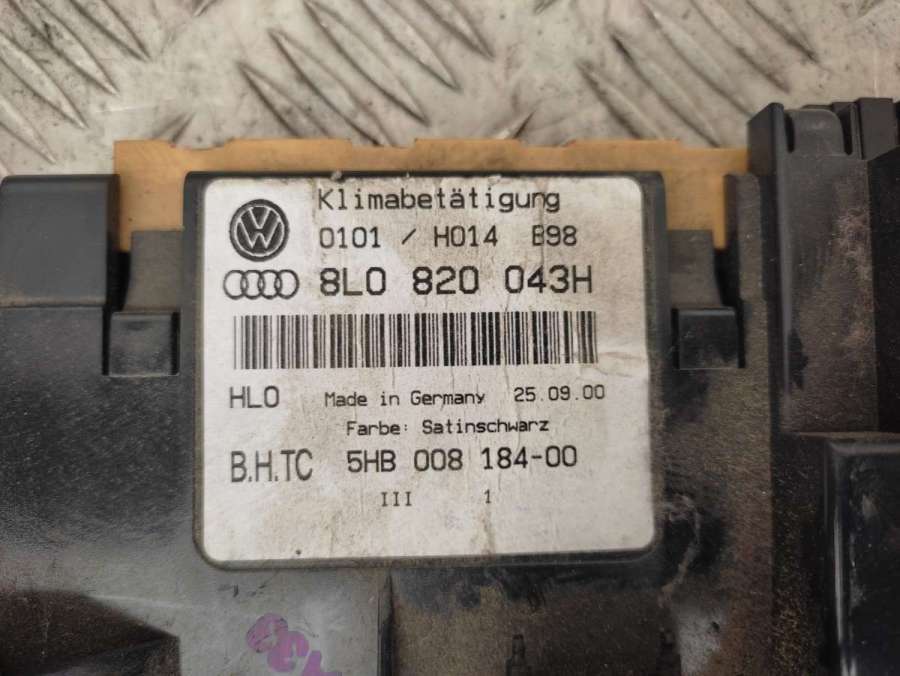 Klimabetätigung
0101 / H014 B98
8L0 820 043H
HLO Made in Germany 25.09.00
Farbe: Satinschwarz
B.H.TC 5HB 008 184-00
III 1